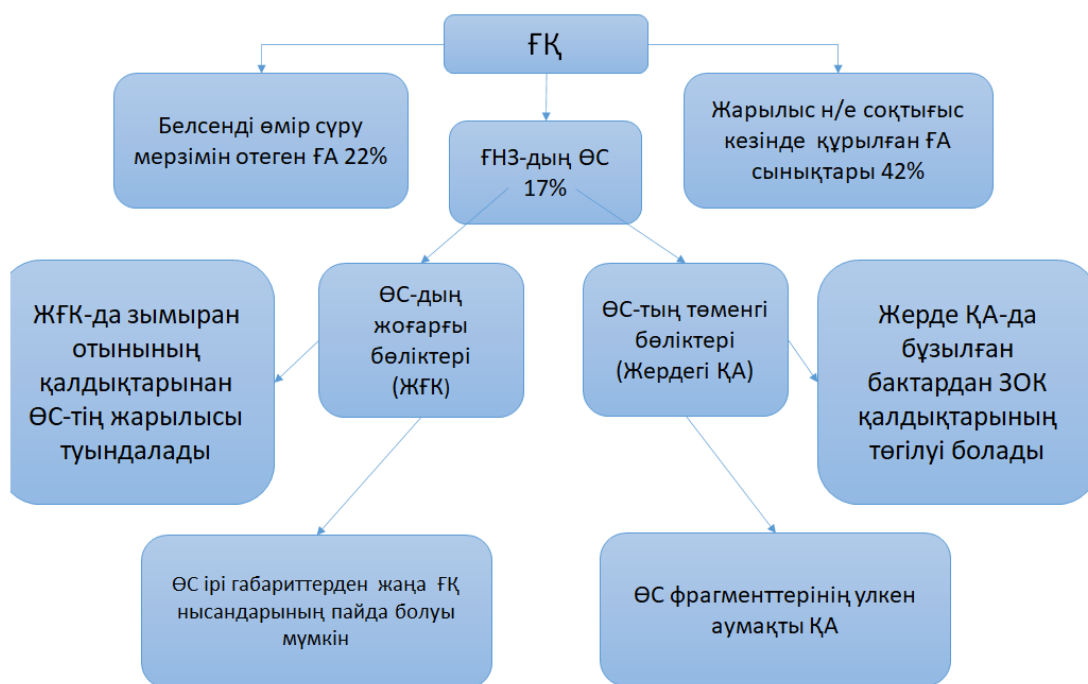 ҒҚ
Белсенді өмір сүру
мерзімін отеген ҒА 22%
ҒНЗ-дың ӨС
17%
Жарылыс н/е соқтығыс
кезінде құрылған ҒА
сынықтары 42%
ЖҒК-да зымыран
отынының
қалдықтарынан
ӨС-тің жарылысы
туындалады
ӨС-дың
жоғарғы
бөліктері
(ЖҒК)
ӨС-тың төменгі
бөліктері
(Жердегі ҚА)
Жерде ҚА-да
бұзылған
бактардан ЗОК
қалдықтарының
төгілуі болады
ӨС ірі габариттерден жаңа ҒҚ
нысандарының пайда болуы
мүмкін
ӨС фрагменттерінің улкен
аумақты ҚА